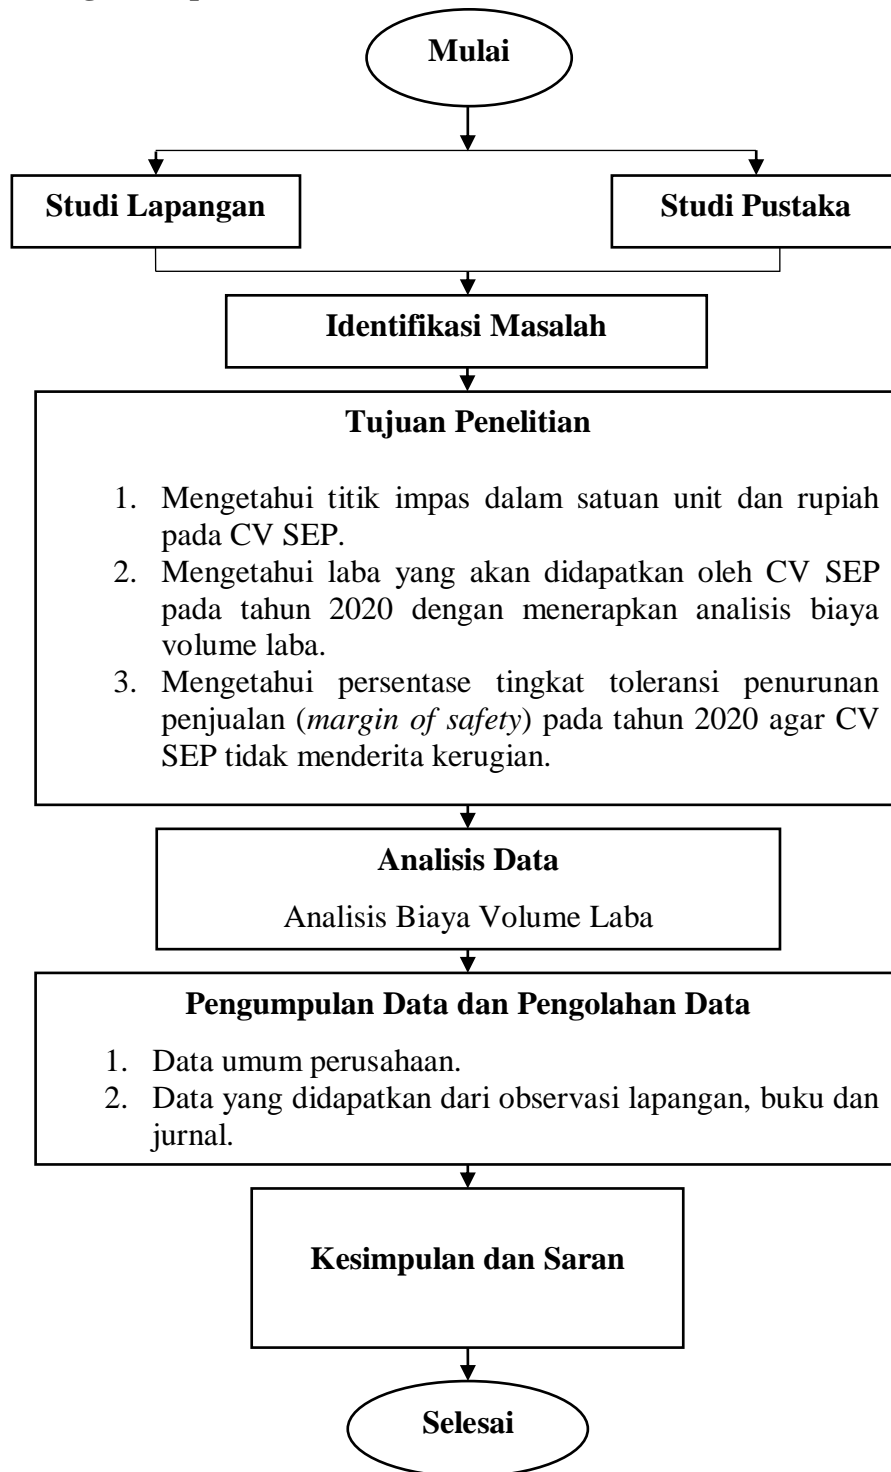 Mulai
Studi Lapangan
Studi Pustaka
Identifikasi Masalah
Tujuan Penelitian
1. Mengetahui titik impas dalam satuan unit dan rupiah
pada CV SEP.
2. Mengetahui laba yang akan didapatkan oleh CV SEP
pada tahun 2020 dengan menerapkan analisis biaya
volume laba.
3. Mengetahui persentase tingkat toleransi penurunan
penjualan (margin of safety) pada tahun 2020 agar CV
SEP tidak menderita kerugian.
Analisis Data
Analisis Biaya Volume Laba
Pengumpulan Data dan Pengolahan Data
1. Data umum perusahaan.
2. Data yang didapatkan dari observasi lapangan, buku dan
jurnal.
Kesimpulan dan Saran
Selesai